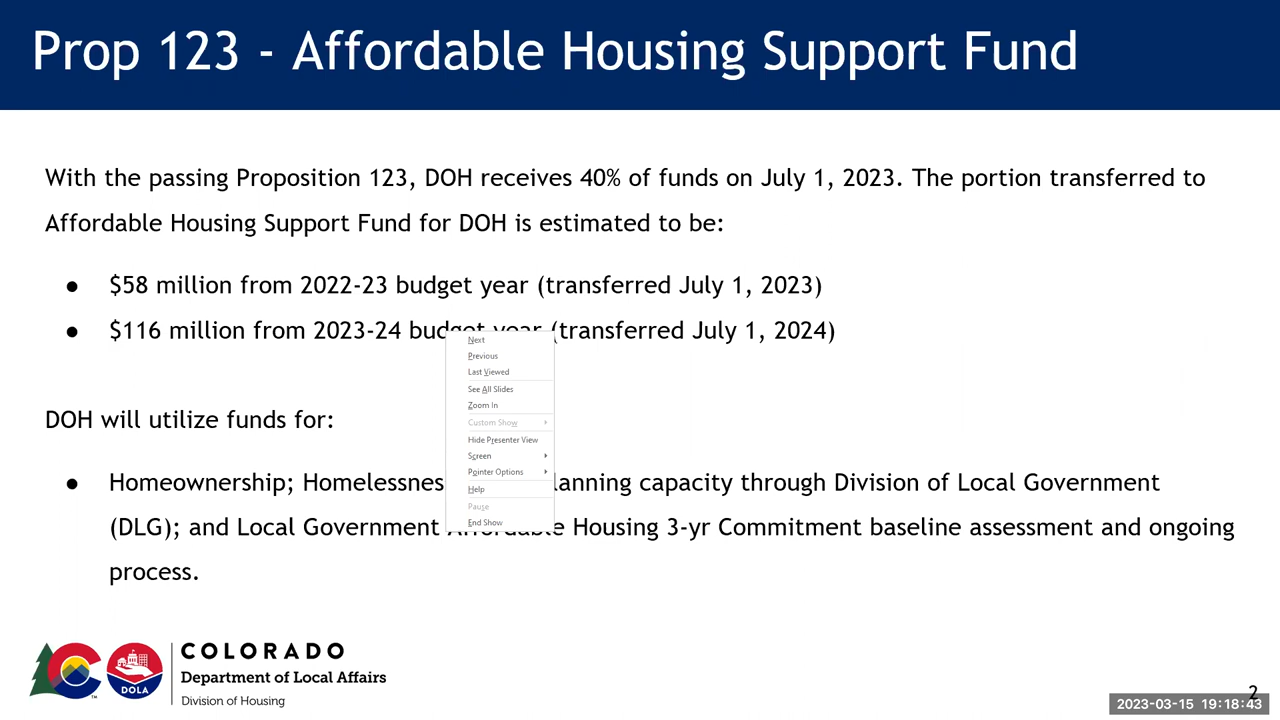 Prop 123 - Affordable Housing Support Fund
With the passing Proposition 123, DOH receives 40% of funds on July 1, 2023. The portion transferred to
Affordable Housing Support Fund for DOH is estimated to be:
● $58 million from 2022-23 budget year (transferred July 1, 2023)
● $116 million from 2023-24 budget year (transferred July 1, 2024)
Next
Previous
Last Viewed
See All Slides
Zoom In
Custom Show
Hide Presenter View
Screen
Pointer Options
Help
Pause
End Show
DOH will utilize funds for:
● Homeownership; Homelessnes lanning capacity through Division of Local Government
(DLG); and Local Government Affordable Housing 3-yr Commitment baseline assessment and ongoing
process.
COLORADO
Department of Local Affairs
Division of Housing
DOLA
TM
2
2023-03-15 19:18:43